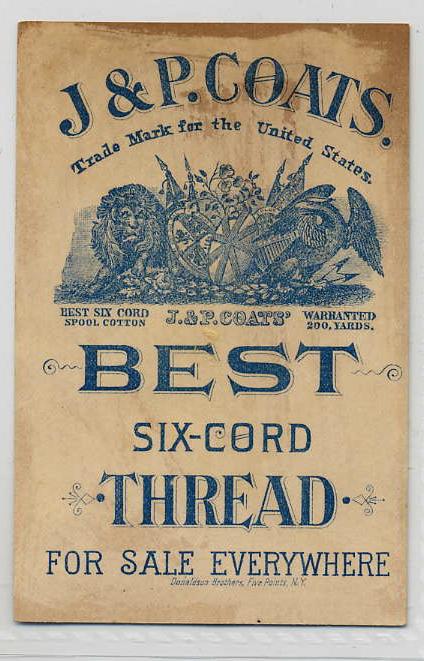 J & P. COATS.
Trade Mark for the United States.
BEST SIX CORD
SPOOL COTTON
J. & P. COATS'
WARRANTED
200. YARDS.
BEST
SIX-CORD
THREAD
FOR SALE EVERYWHERE
Donaldson Brothers, Five Points, N.Y.